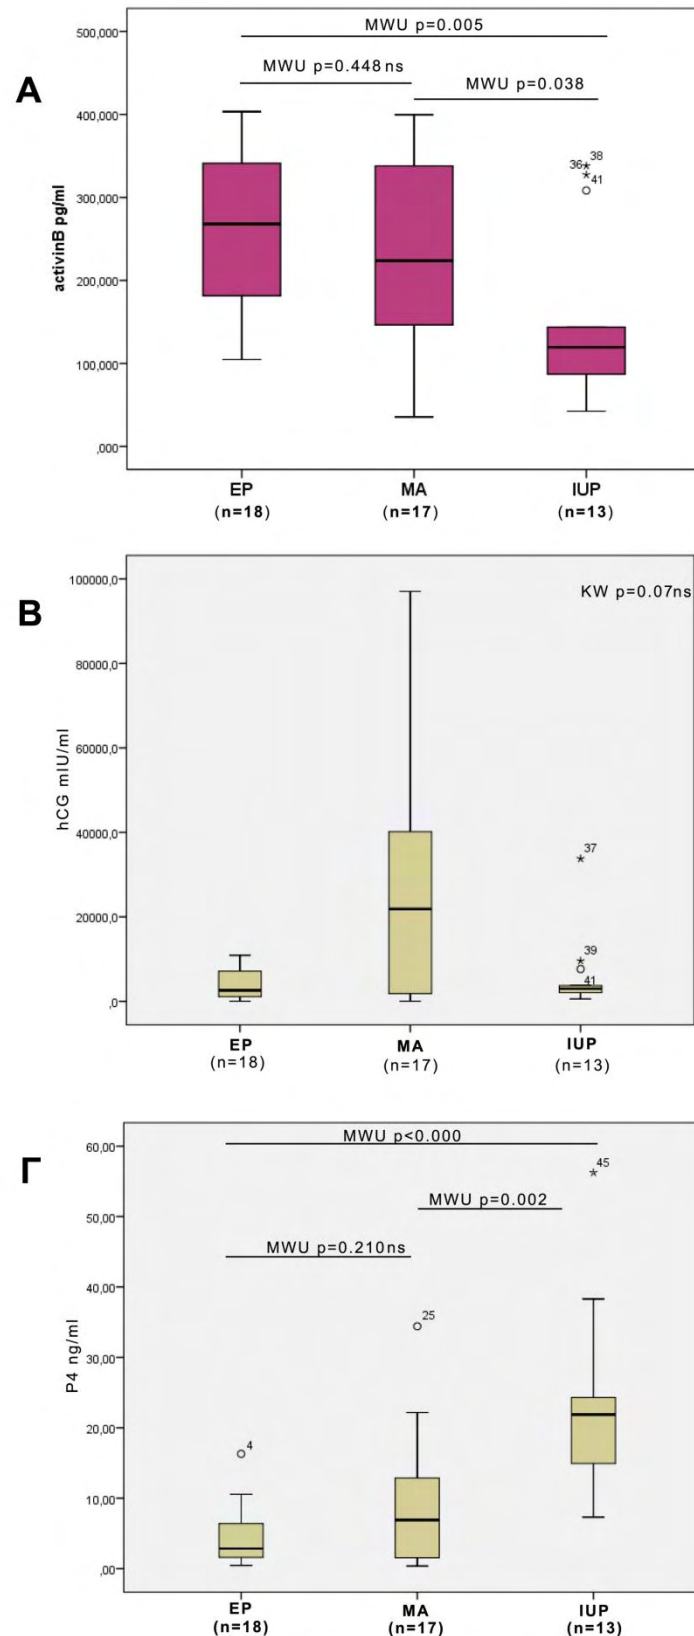 A
MWU p=0.005
MWU p=0.448 ns
MWU p=0.038
activinB pg/ml
500,000
400,000
300,000
200,000
100,000
,000
36
38
41
EP
MA
IUP
(n=18)
(n=17)
(n=13)
B
KW p=0.07ns
hCG mIU/ml
100000,0
80000,0
60000,0
40000,0
20000,0
,0
37
39
41
EP
MA
IUP
(n=18)
(n=17)
(n=13)
Γ
MWU p<0.000
MWU p=0.002
MWU p=0.210ns
P4 ng/ml
60,00
50,00
40,00
30,00
20,00
10,00
,00
4
25
45
EP
MA
IUP
(n=18)
(n=17)
(n=13)